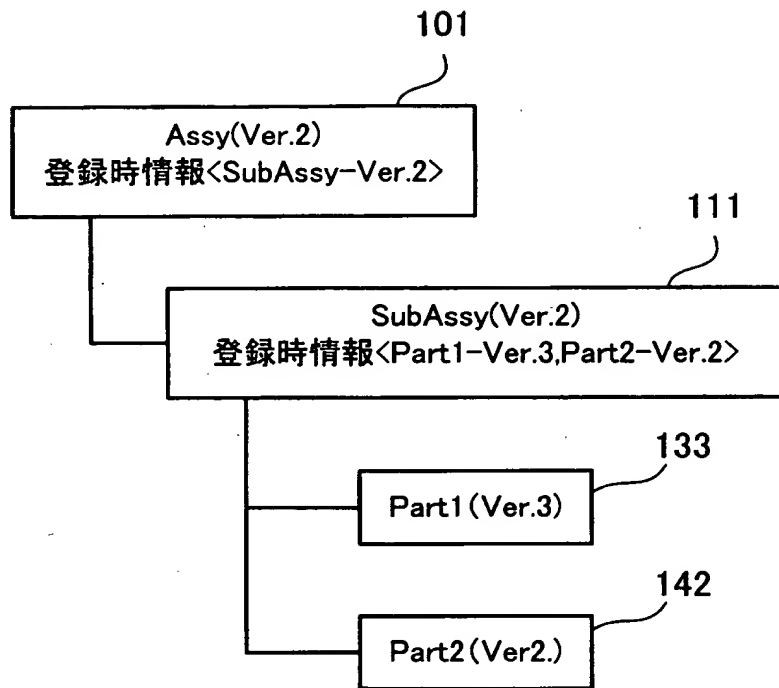 101
Assy(Ver.2)
登録時情報<SubAssy-Ver.2>
111
SubAssy(Ver.2)
登録時情報<Part1-Ver.3,Part2-Ver.2>
133
Part1(Ver.3)
142
Part2(Ver2.)